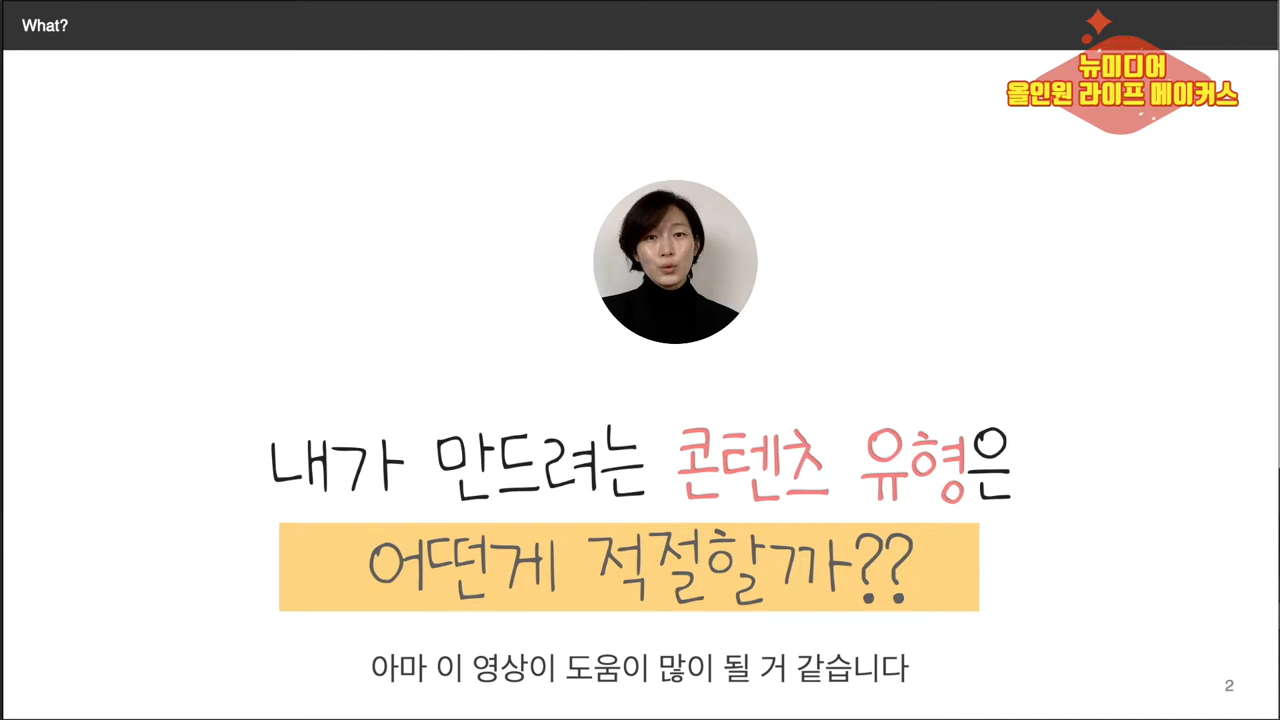 What?
뉴미디어
올인원 라이프 메이커스
내가 만드려는 콘텐츠 유형은
어떤게 적절할까??
아마 이 영상이 도움이 많이 될 거 같습니다
2